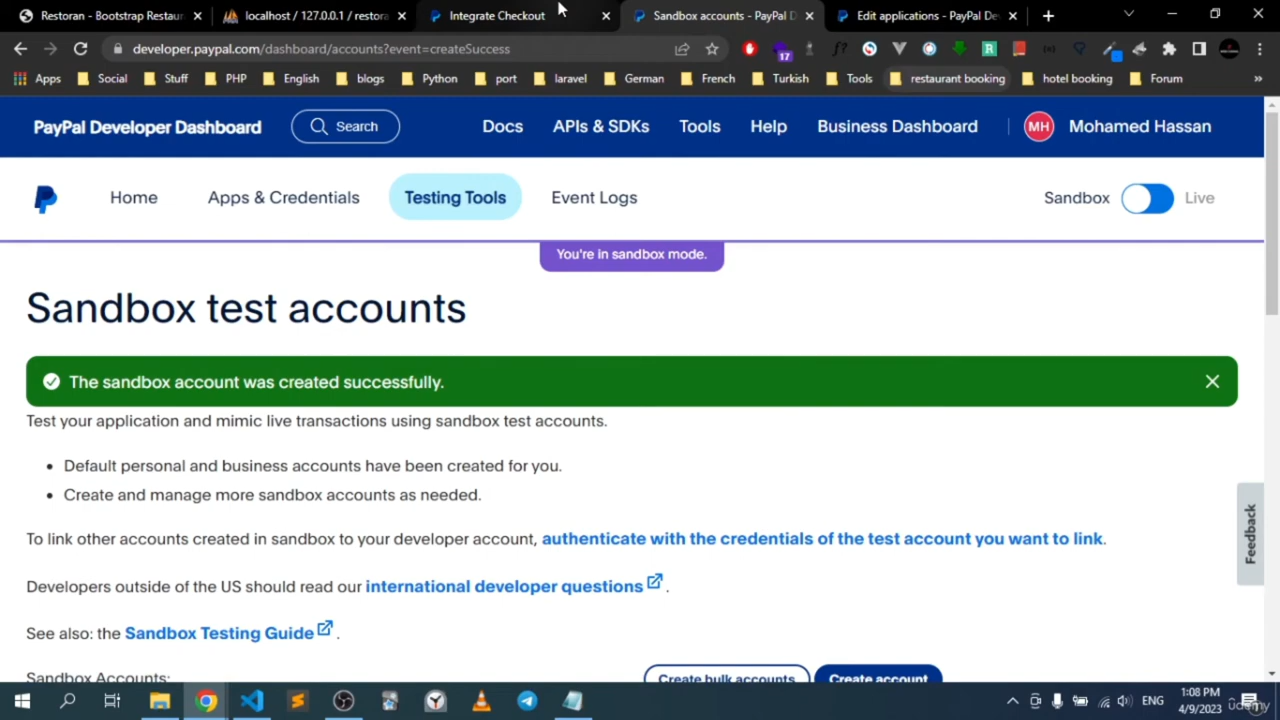 Restoran - Bootstrap Restaur
localhost / 127.0.0.1 / restora
Integrate Checkout
Sandbox accounts - PayPal D
Edit applications - PayPal De
developer.paypal.com/dashboard/accounts?event=createSuccess
17
Apps
Social
Stuff
PHP
English
blogs
Python
port
laravel
German
French
Turkish
Tools
restaurant booking
hotel booking
Forum
»
PayPal Developer Dashboard
Search
Docs
APIs & SDKs
Tools
Help
Business Dashboard
MH
Mohamed Hassan
Home
Apps & Credentials
Testing Tools
Event Logs
Sandbox
Live
You're in sandbox mode.
Sandbox test accounts
The sandbox account was created successfully.
Test your application and mimic live transactions using sandbox test accounts.
• Default personal and business accounts have been created for you.
• Create and manage more sandbox accounts as needed.
To link other accounts created in sandbox to your developer account, authenticate with the credentials of the test account you want to link.
Developers outside of the US should read our international developer questions .
See also: the Sandbox Testing Guide .
Feedback
Sandbox Accounts:
Create bulk accounts
Create account
ENG
1:08 PM
4/9/2023
udemy